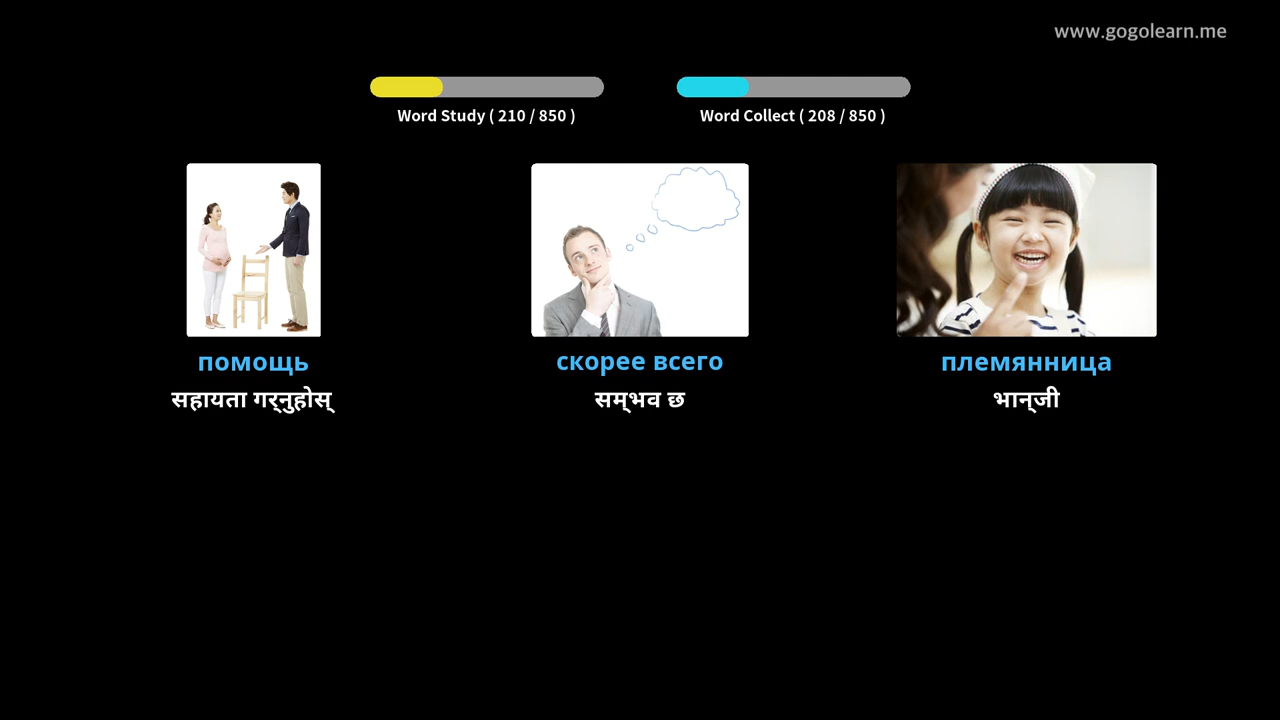 www.gogolearn.me
Word Study ( 210 / 850 )
Word Collect ( 208 / 850 )
помощь
скорее всего
племянница
सहायता गर्‍नुहोस्
सम्‌भव छ
भान्‌जी